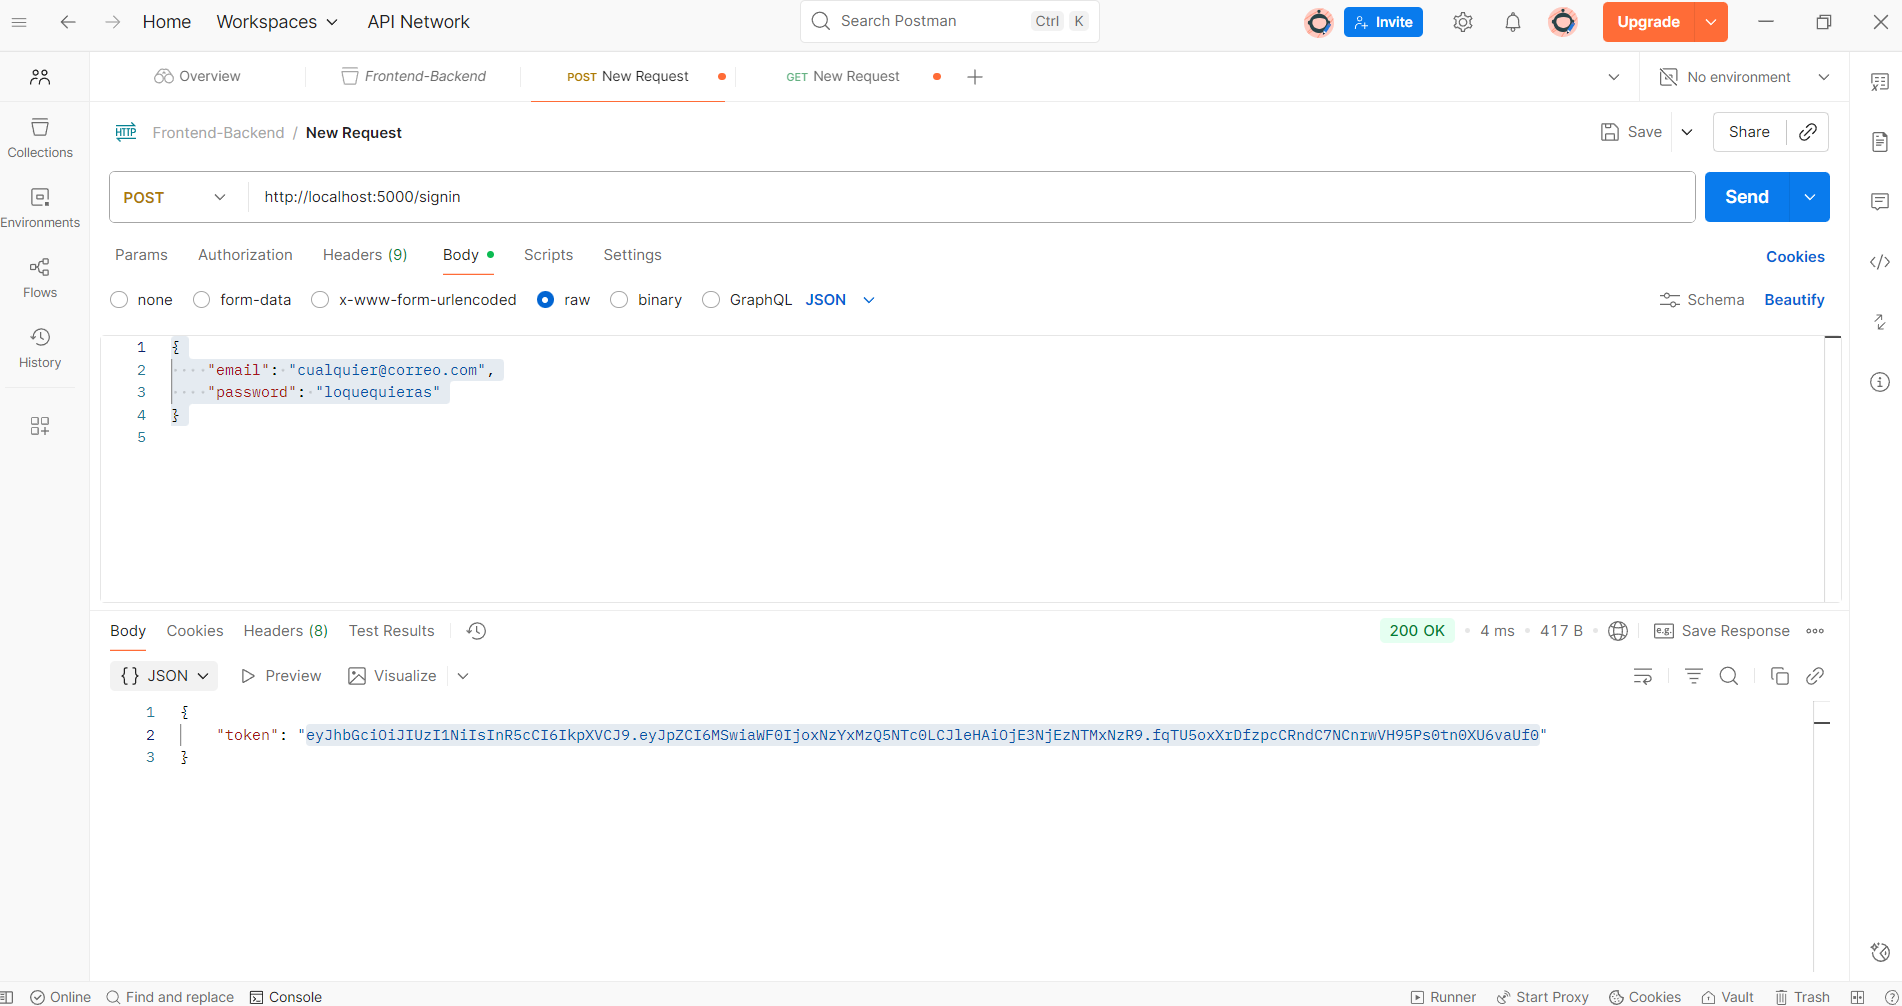 Home Workspaces API Network Search Postman Ctrl K Invite Upgrade
Overview Frontend-Backend POST New Request GET New Request No environment
HTTP Frontend-Backend / New Request Save Share
Collections
Environments
Flows
History
POST http://localhost:5000/signin Send
Params Authorization Headers (9) Body Scripts Settings Cookies
none form-data x-www-form-urlencoded raw binary GraphQL JSON Schema Beautify
1 {
2 "email": "cualquier@correo.com",
3 "password": "loquequieras"
4 }
5
Body Cookies Headers (8) Test Results 200 OK • 4 ms • 417 B • e.g. Save Response
{} JSON Preview Visualize
1 {
2 "token": "eyJhbGciOiJIUzI1NiIsInR5cCI6IkpXVCJ9.eyJpZCI6MSwiaWF0IjoxNzYxMzQ5NTc0LCJleHAiOjE3NjEzNTMxNzR9.fqTU5oxXrDfzpcCRndC7NCnrwVH95Ps0tn0XU6vaUf0"
3 }
Online Find and replace Console Runner Start Proxy Cookies Vault Trash